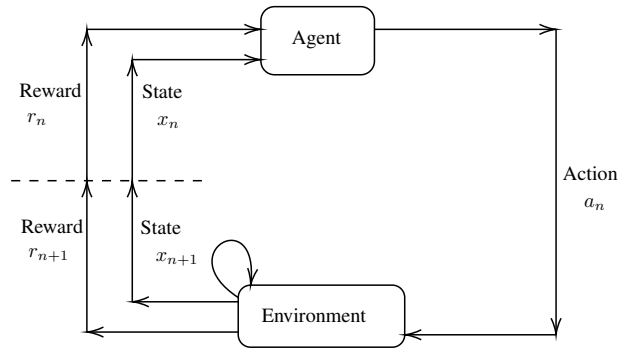 Agent
Reward
r_n
State
x_n
Action
a_n
Reward
r_{n+1}
State
x_{n+1}
Environment